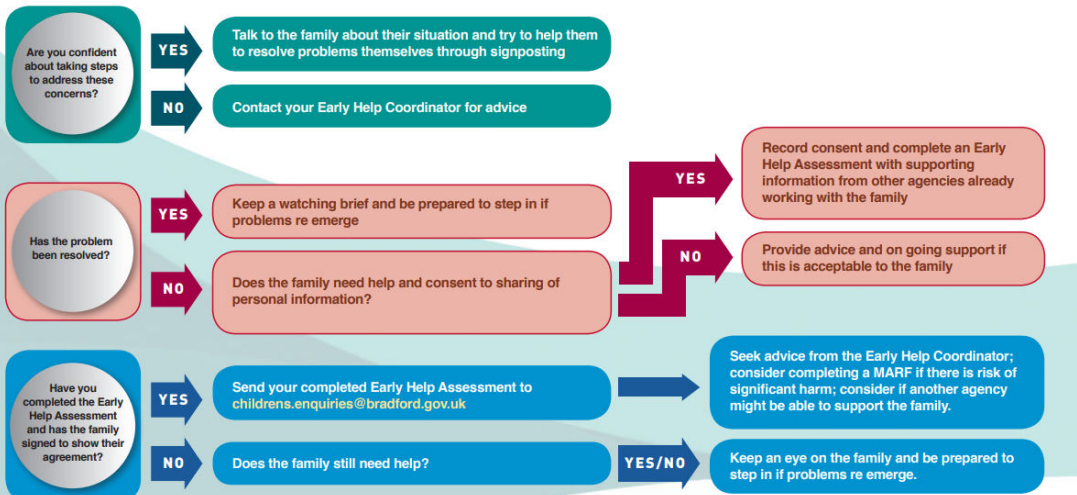 Are you confident
about taking steps
to address these
concerns?
YES
Talk to the family about their situation and try to help them
to resolve problems themselves through signposting
NO
Contact your Early Help Coordinator for advice
Has the problem
been resolved?
YES
Keep a watching brief and be prepared to step in if
problems re emerge
NO
Does the family need help and consent to sharing of
personal information?
YES
Record consent and complete an Early
Help Assessment with supporting
information from other agencies already
working with the family
NO
Provide advice and on going support if
this is acceptable to the family
Have you
completed the Early
Help Assessment
and has the family
signed to show their
agreement?
YES
Send your completed Early Help Assessment to
childrens.enquiries@bradford.gov.uk
Seek advice from the Early Help Coordinator;
consider completing a MARF if there is risk of
significant harm; consider if another agency
might be able to support the family.
NO
Does the family still need help?
YES/NO
Keep an eye on the family and be prepared to
step in if problems re emerge.